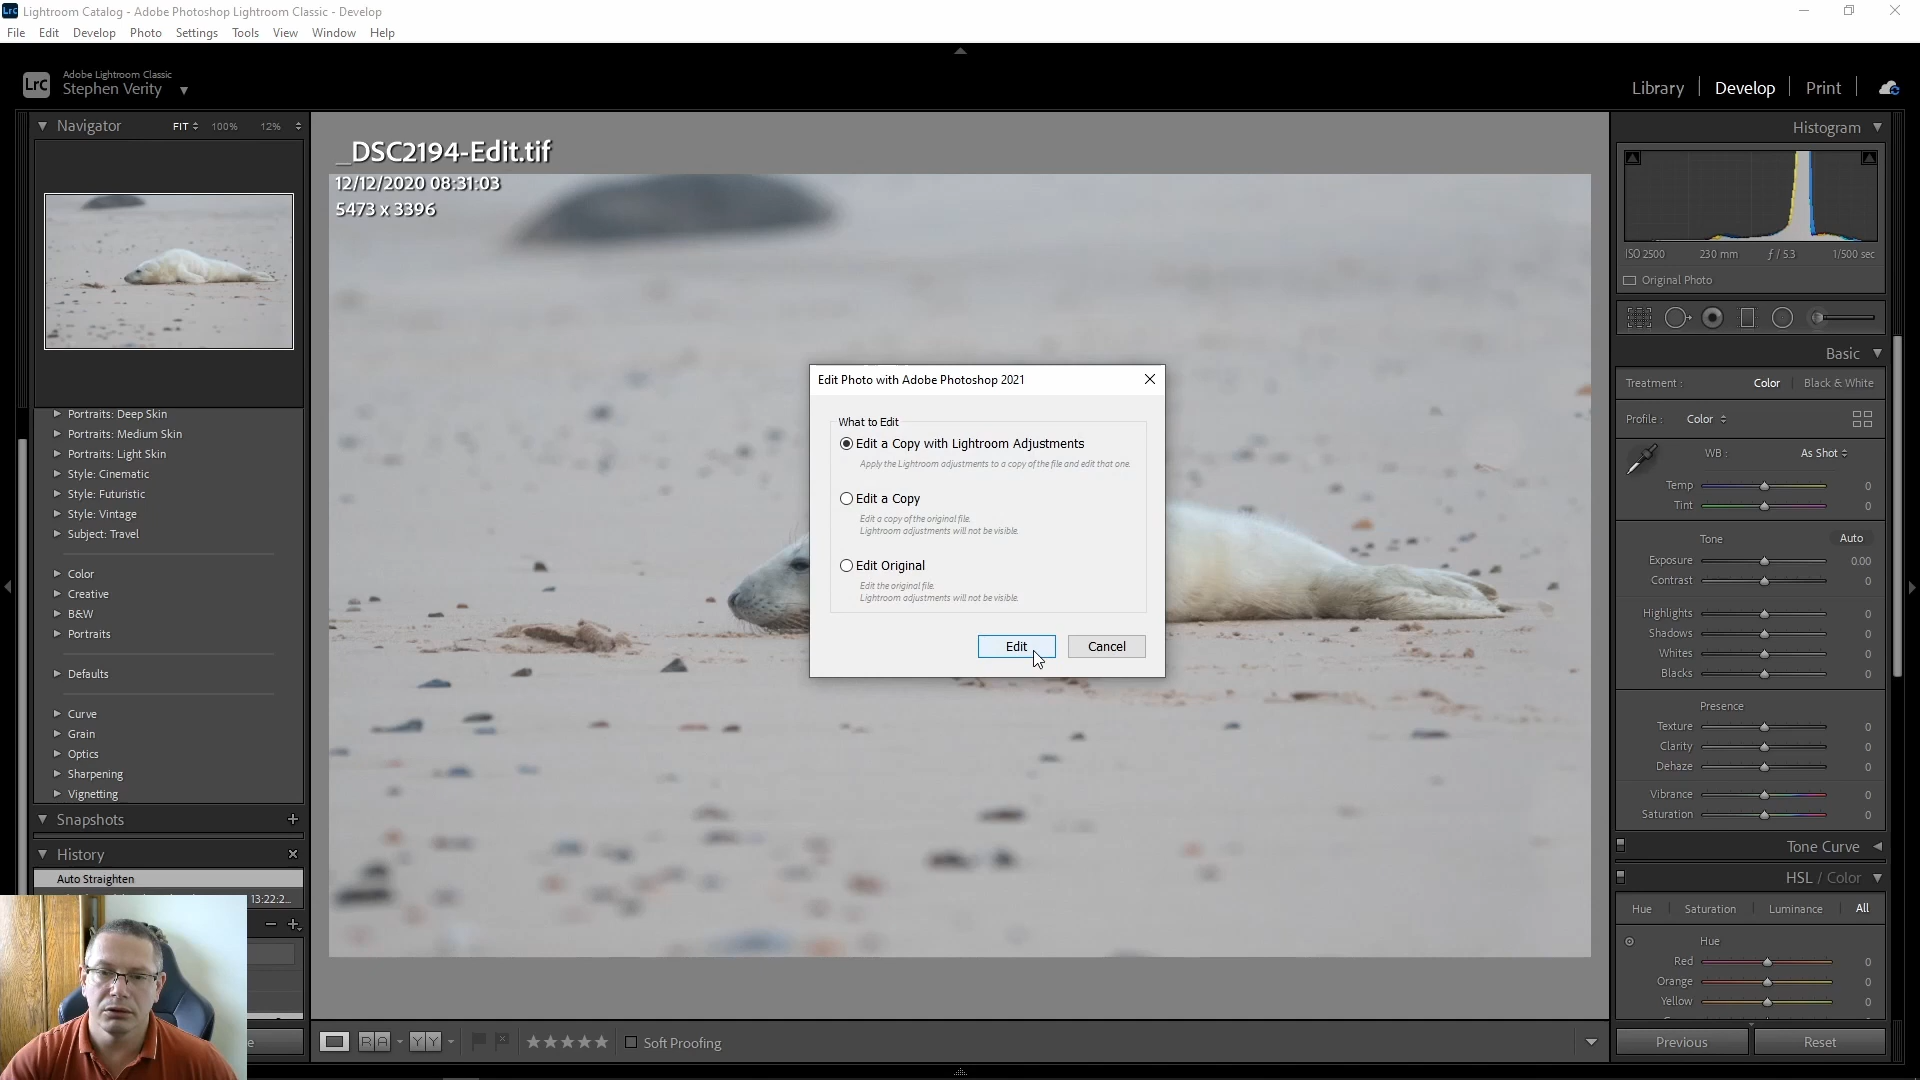 Lrc Lightroom Catalog - Adobe Photoshop Lightroom Classic - Develop
File Edit Develop Photo Settings Tools View Window Help
LrC
Adobe Lightroom Classic
Stephen Verity
Library Develop Print
Navigator FIT 100% 12%
Portraits: Deep Skin
Portraits: Medium Skin
Portraits: Light Skin
Style: Cinematic
Style: Futuristic
Style: Vintage
Subject: Travel
Color
Creative
B&W
Portraits
Defaults
Curve
Grain
Optics
Sharpening
Vignetting
Snapshots
History
Auto Straighten
13:22:2...
_DSC2194-Edit.tif
12/12/2020 08:31:03
5473 x 3396
Edit Photo with Adobe Photoshop 2021
What to Edit
Edit a Copy with Lightroom Adjustments
Apply the Lightroom adjustments to a copy of the file and edit that one.
Edit a Copy
Edit a copy of the original file.
Lightroom adjustments will not be visible.
Edit Original
Edit the original file.
Lightroom adjustments will not be visible.
Edit Cancel
Soft Proofing
Histogram
ISO 2500 230 mm ƒ / 5.3 1/500 sec
Original Photo
Basic
Treatment : Color Black & White
Profile : Color
WB : As Shot
Temp 0
Tint 0
Tone Auto
Exposure 0.00
Contrast 0
Highlights 0
Shadows 0
Whites 0
Blacks 0
Presence
Texture 0
Clarity 0
Dehaze 0
Vibrance 0
Saturation 0
Tone Curve
HSL / Color
Hue Saturation Luminance All
Hue
Red 0
Orange 0
Yellow 0
Previous Reset